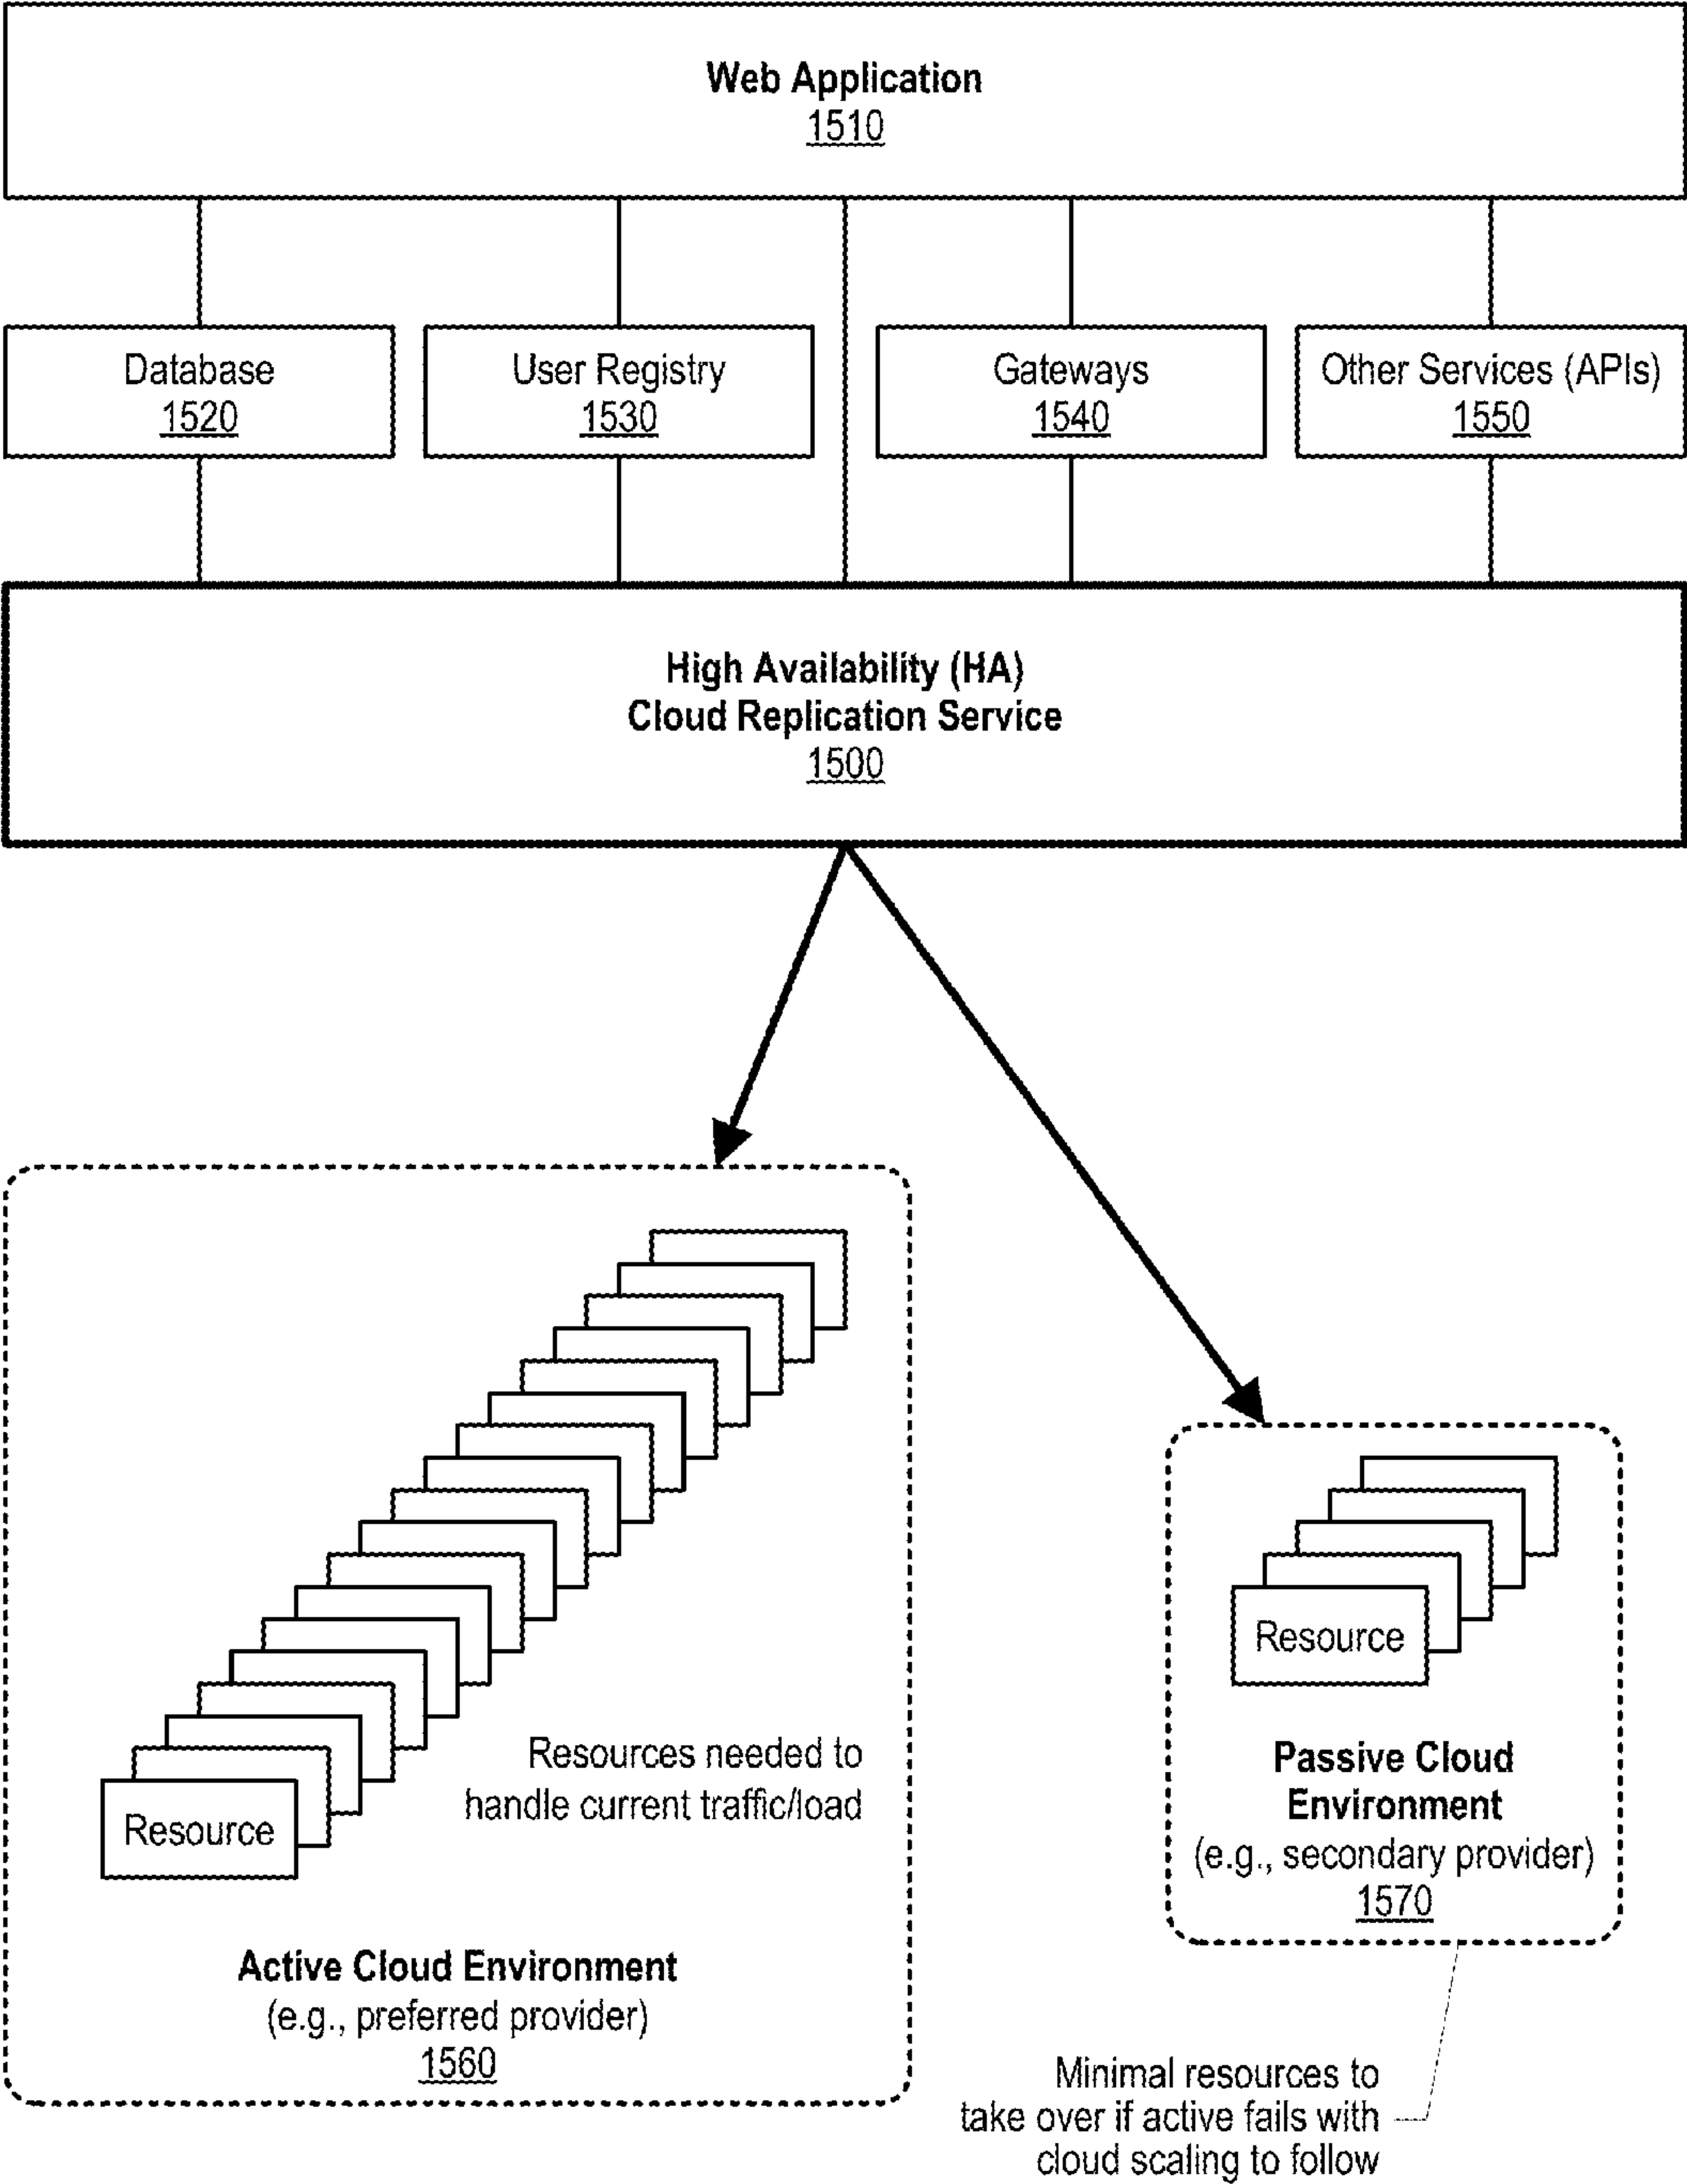 Web Application
1510
Database
1520
User Registry
1530
Gateways
1540
Other Services (APIs)
1550
High Availability (HA)
Cloud Replication Service
1500
Resource
Resources needed to
handle current traffic/load
Active Cloud Environment
(e.g., preferred provider)
1560
Resource
Passive Cloud
Environment
(e.g., secondary provider)
1570
Minimal resources to
take over if active fails with
cloud scaling to follow